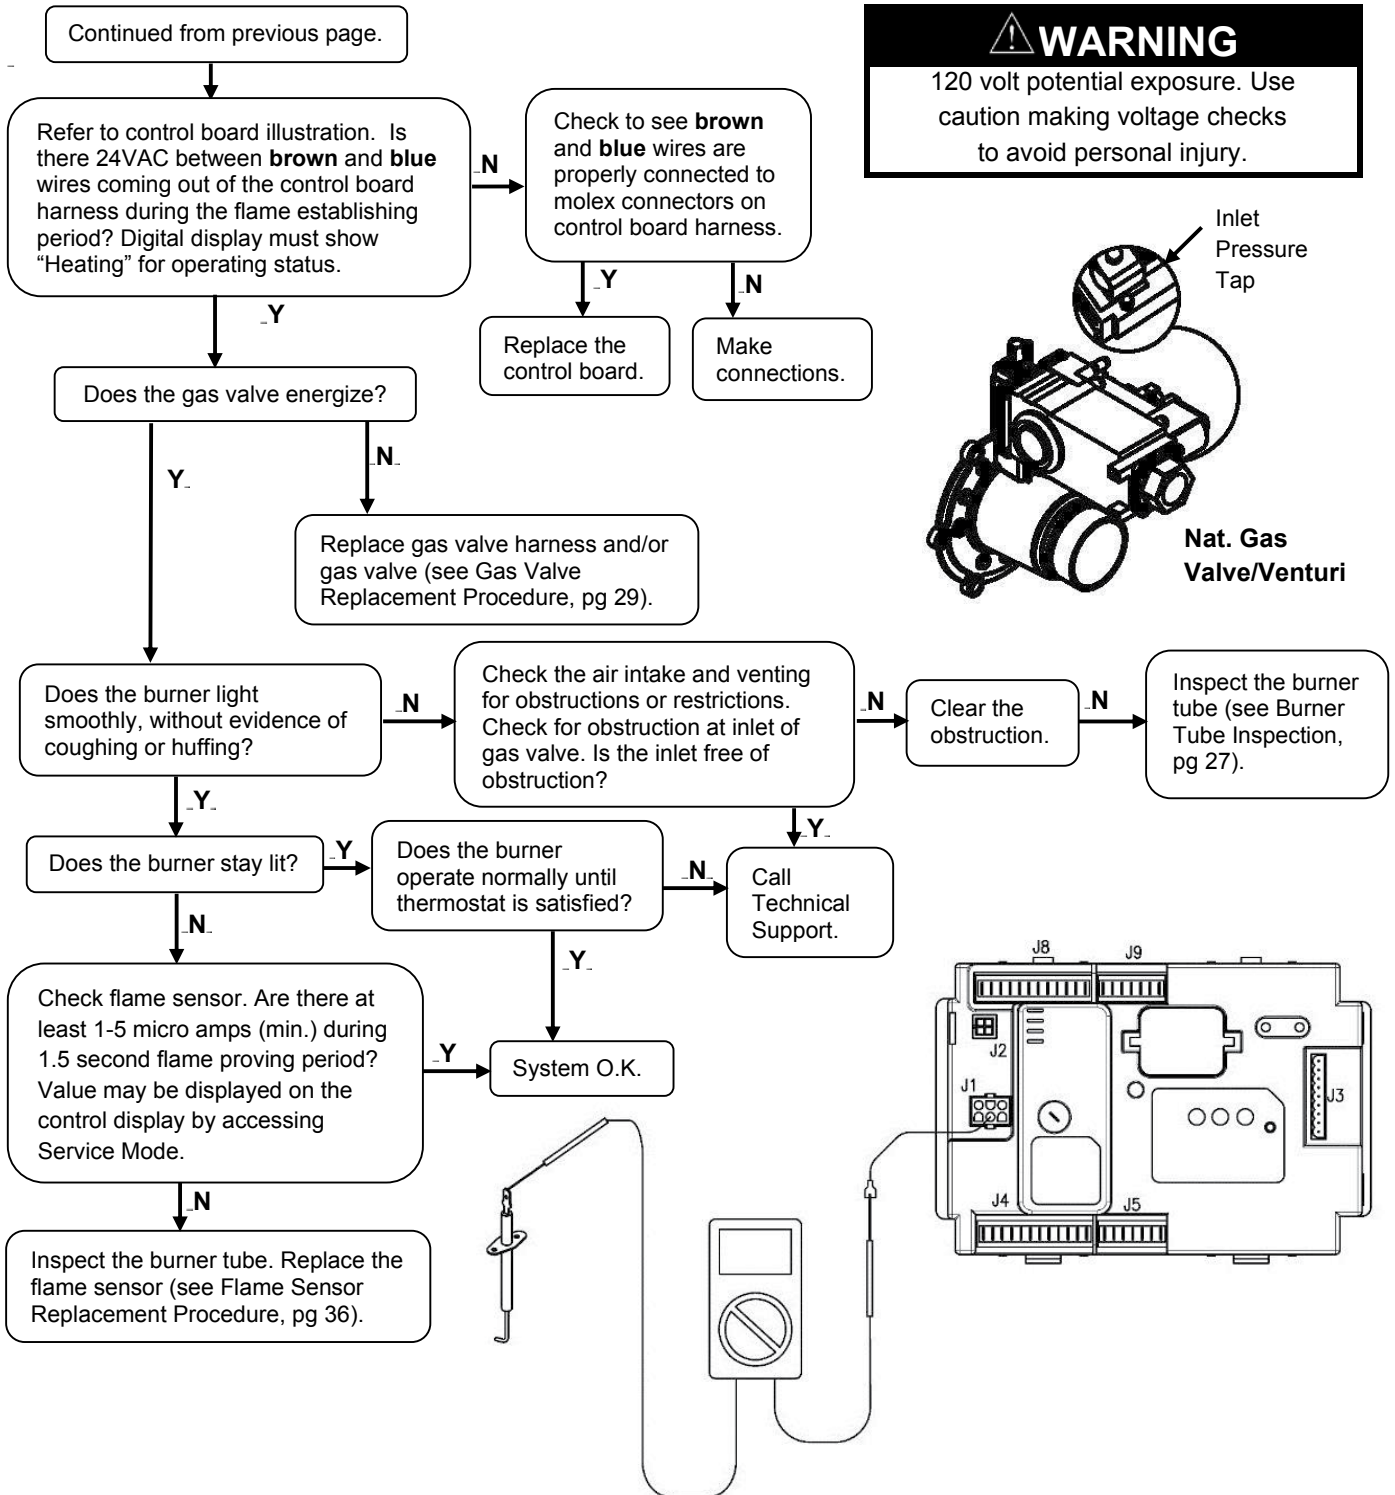 Continued from previous page.
WARNING
120 volt potential exposure. Use
caution making voltage checks
to avoid personal injury.
Refer to control board illustration.  Is
there 24VAC between brown and blue
wires coming out of the control board
harness during the flame establishing
period? Digital display must show
“Heating” for operating status.
N
Check to see brown
and blue wires are
properly connected to
molex connectors on
control board harness.
Y
N
Replace the
control board.
Make
connections.
Inlet
Pressure
Tap
Nat. Gas
Valve/Venturi
Y
Does the gas valve energize?
N
Y
Replace gas valve harness and/or
gas valve (see Gas Valve
Replacement Procedure, pg 29).
Does the burner light
smoothly, without evidence of
coughing or huffing?
N
Check the air intake and venting
for obstructions or restrictions.
Check for obstruction at inlet of
gas valve. Is the inlet free of
obstruction?
N
Clear the
obstruction.
N
Inspect the burner
tube (see Burner
Tube Inspection,
pg 27).
Y
Y
Does the burner stay lit?
Y
Does the burner
operate normally until
thermostat is satisfied?
N
Call
Technical
Support.
N
Y
Check flame sensor. Are there at
least 1-5 micro amps (min.) during
1.5 second flame proving period?
Value may be displayed on the
control display by accessing
Service Mode.
Y
System O.K.
N
Inspect the burner tube. Replace the
flame sensor (see Flame Sensor
Replacement Procedure, pg 36).
J8
J9
J2
J1
J3
J4
J5